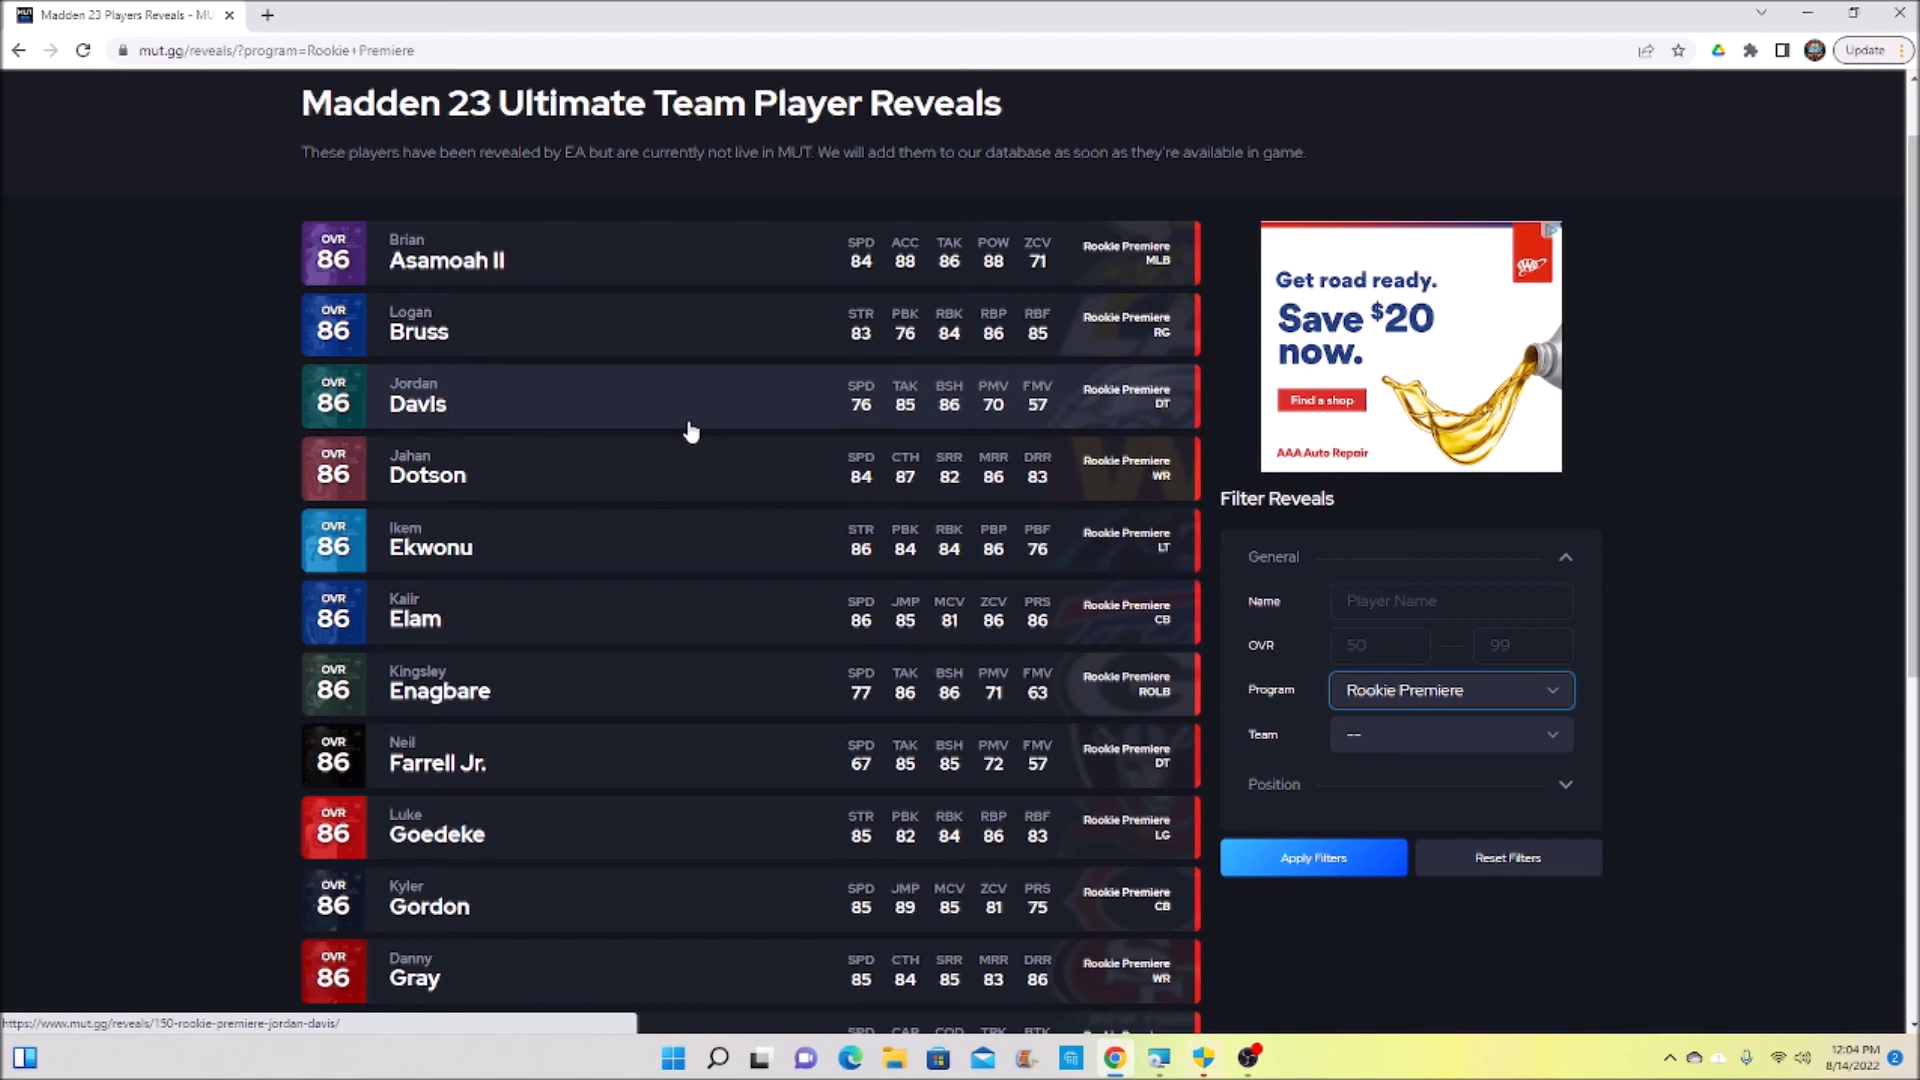 Madden 23 Players Reveals - MU
mut.gg/reveals/?program=Rookie+Premiere
Update
Madden 23 Ultimate Team Player Reveals
These players have been revealed by EA but are currently not live in MUT. We will add them to our database as soon as they're available in game.
OVR 86 Brian Asamoah II SPD 84 ACC 88 TAK 86 POW 88 ZCV 71 Rookie Premiere MLB
OVR 86 Logan Bruss STR 83 PBK 76 RBK 84 RBP 86 RBF 85 Rookie Premiere RG
OVR 86 Jordan Davis SPD 76 TAK 85 BSH 86 PMV 70 FMV 57 Rookie Premiere DT
OVR 86 Jahan Dotson SPD 84 CTH 87 SRR 82 MRR 86 DRR 83 Rookie Premiere WR
OVR 86 Ikem Ekwonu STR 86 PBK 84 RBK 84 PBP 86 PBF 76 Rookie Premiere LT
OVR 86 Kaiir Elam SPD 86 JMP 85 MCV 81 ZCV 86 PRS 86 Rookie Premiere CB
OVR 86 Kingsley Enagbare SPD 77 TAK 86 BSH 86 PMV 71 FMV 63 Rookie Premiere ROLB
OVR 86 Neil Farrell Jr. SPD 67 TAK 85 BSH 85 PMV 72 FMV 57 Rookie Premiere DT
OVR 86 Luke Goedeke STR 85 PBK 82 RBK 84 RBP 86 RBF 83 Rookie Premiere LG
OVR 86 Kyler Gordon SPD 85 JMP 89 MCV 85 ZCV 81 PRS 75 Rookie Premiere CB
OVR 86 Danny Gray SPD 85 CTH 84 SRR 85 MRR 83 DRR 86 Rookie Premiere WR
SPD CAR COD TRK BTK
Get road ready.
Save $20
now.
Find a shop
AAA Auto Repair
Filter Reveals
General
Name Player Name
OVR 50 — 99
Program Rookie Premiere
Team --
Position
Apply Filters Reset Filters
https://www.mut.gg/reveals/150-rookie-premiere-jordan-davis/
12:04 PM
8/14/2022
2